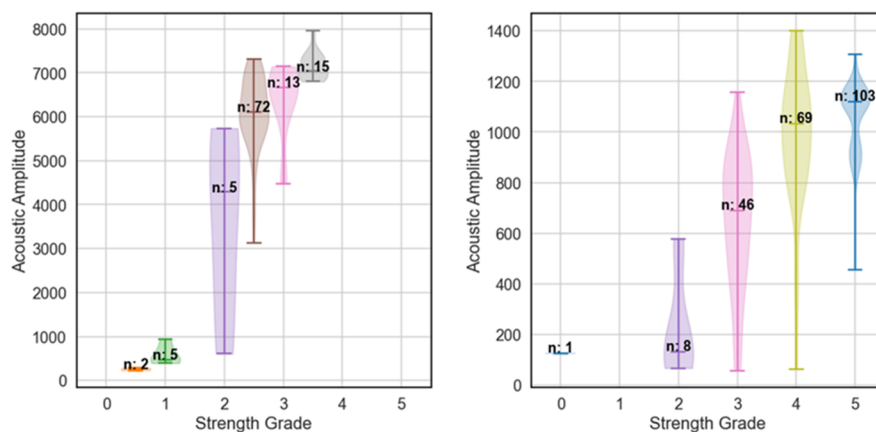 8000
7000
6000
5000
4000
3000
2000
1000
0
Acoustic Amplitude
n: 2
n: 5
n: 5
n: 72
n: 13
n: 15
0 1 2 3 4 5
Strength Grade
1400
1200
1000
800
600
400
200
0
Acoustic Amplitude
n: 1
n: 8
n: 46
n: 69
n: 103
0 1 2 3 4 5
Strength Grade